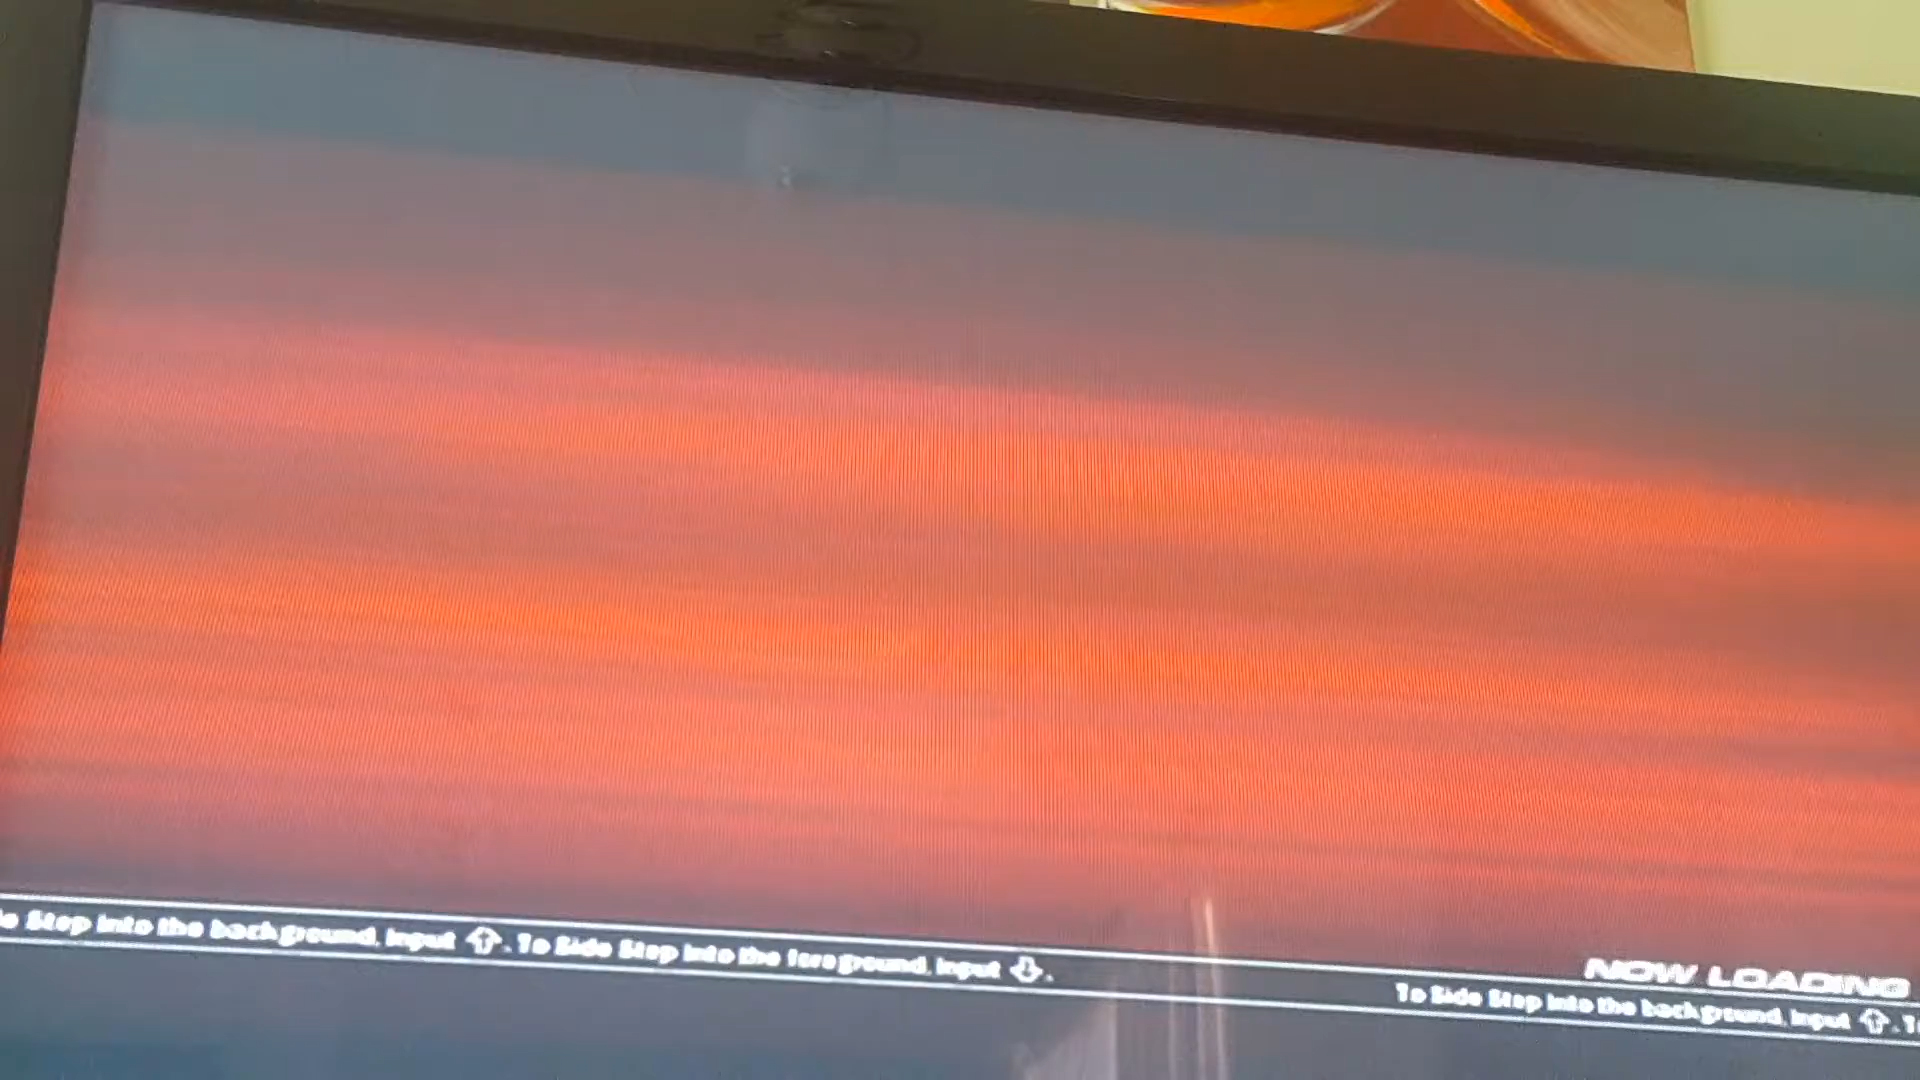 Step into the background, input ⇧. To Side Step into the foreground, input ⇩.
NOW LOADING
To Side Step into the background, input ⇧.